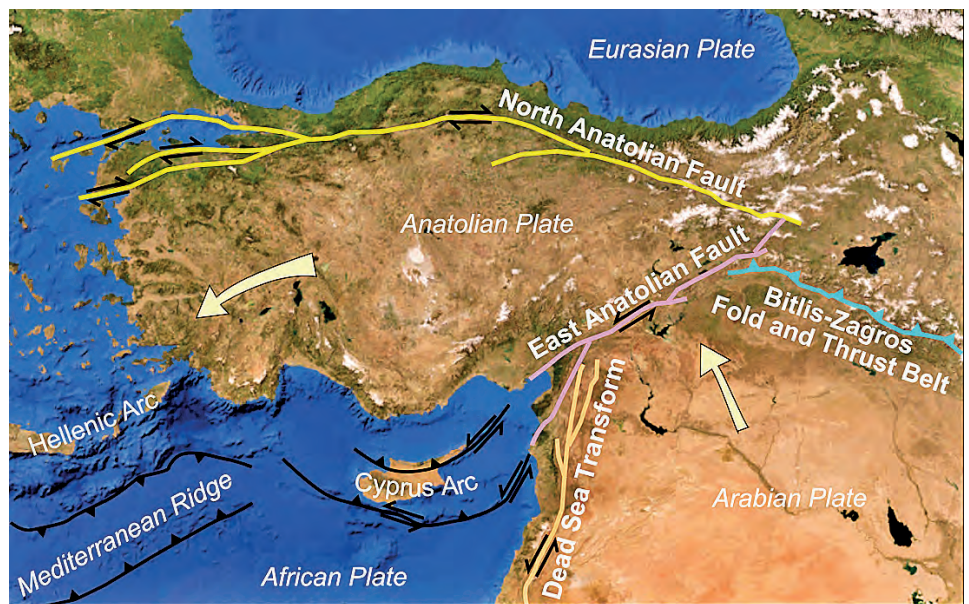 Eurasian Plate
North Anatolian Fault
Anatolian Plate
East Anatolian Fault
Bitlis-Zagros
Fold and Thrust Belt
Hellenic Arc
Cyprus Arc
Dead Sea Transform
Arabian Plate
Mediterranean Ridge
African Plate